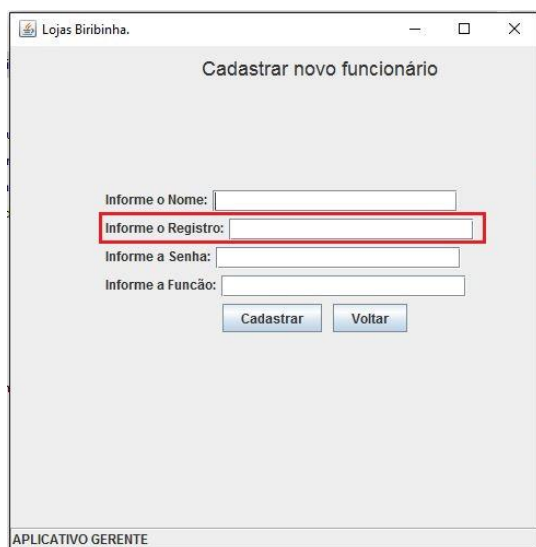 Lojas Biribinha.
Cadastrar novo funcionário
Informe o Nome:
Informe o Registro:
Informe a Senha:
Informe a Funcão:
Cadastrar Voltar
APLICATIVO GERENTE